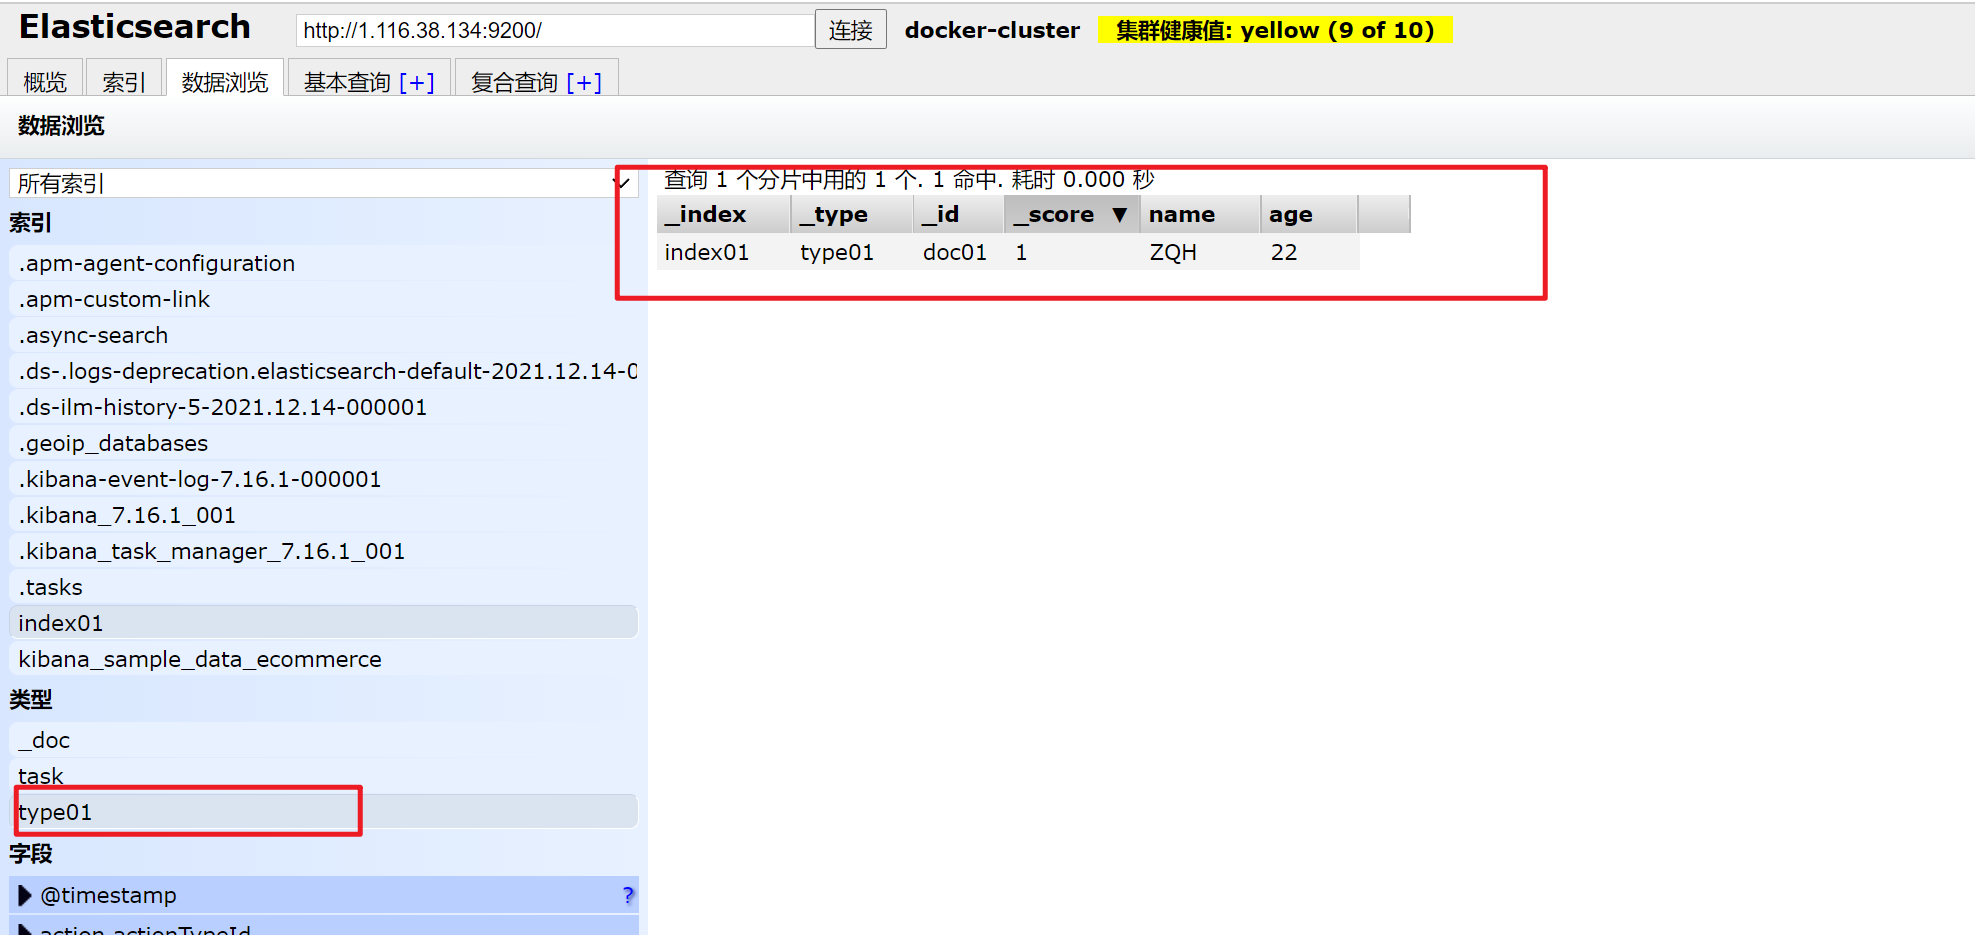 Elasticsearch http://1.116.38.134:9200/ 连接 docker-cluster 集群健康值: yellow (9 of 10)
概览 索引 数据浏览 基本查询 [+] 复合查询 [+]
数据浏览
所有索引
索引
.apm-agent-configuration
.apm-custom-link
.async-search
.ds-.logs-deprecation.elasticsearch-default-2021.12.14-0
.ds-ilm-history-5-2021.12.14-000001
.geoip_databases
.kibana-event-log-7.16.1-000001
.kibana_7.16.1_001
.kibana_task_manager_7.16.1_001
.tasks
index01
kibana_sample_data_ecommerce
类型
_doc
task
type01
字段
@timestamp ?
action.actionTypeId
查询 1 个分片中用的 1 个. 1 命中. 耗时 0.000 秒
_index _type _id _score ▼ name age
index01 type01 doc01 1 ZQH 22